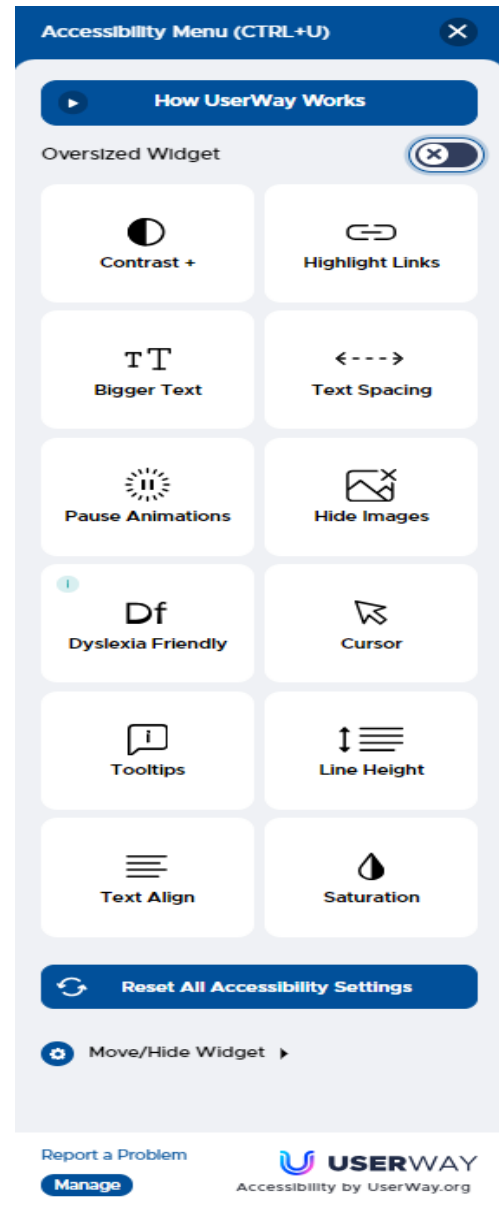 Accessibility Menu (CTRL+U)
How UserWay Works
Oversized Widget
Contrast +
Highlight Links
TT
Bigger Text
Text Spacing
Pause Animations
Hide Images
i
Df
Dyslexia Friendly
Cursor
i
Tooltips
Line Height
Text Align
Saturation
Reset All Accessibility Settings
Move/Hide Widget
Report a Problem
USERWAY
Manage
Accessibility by UserWay.org